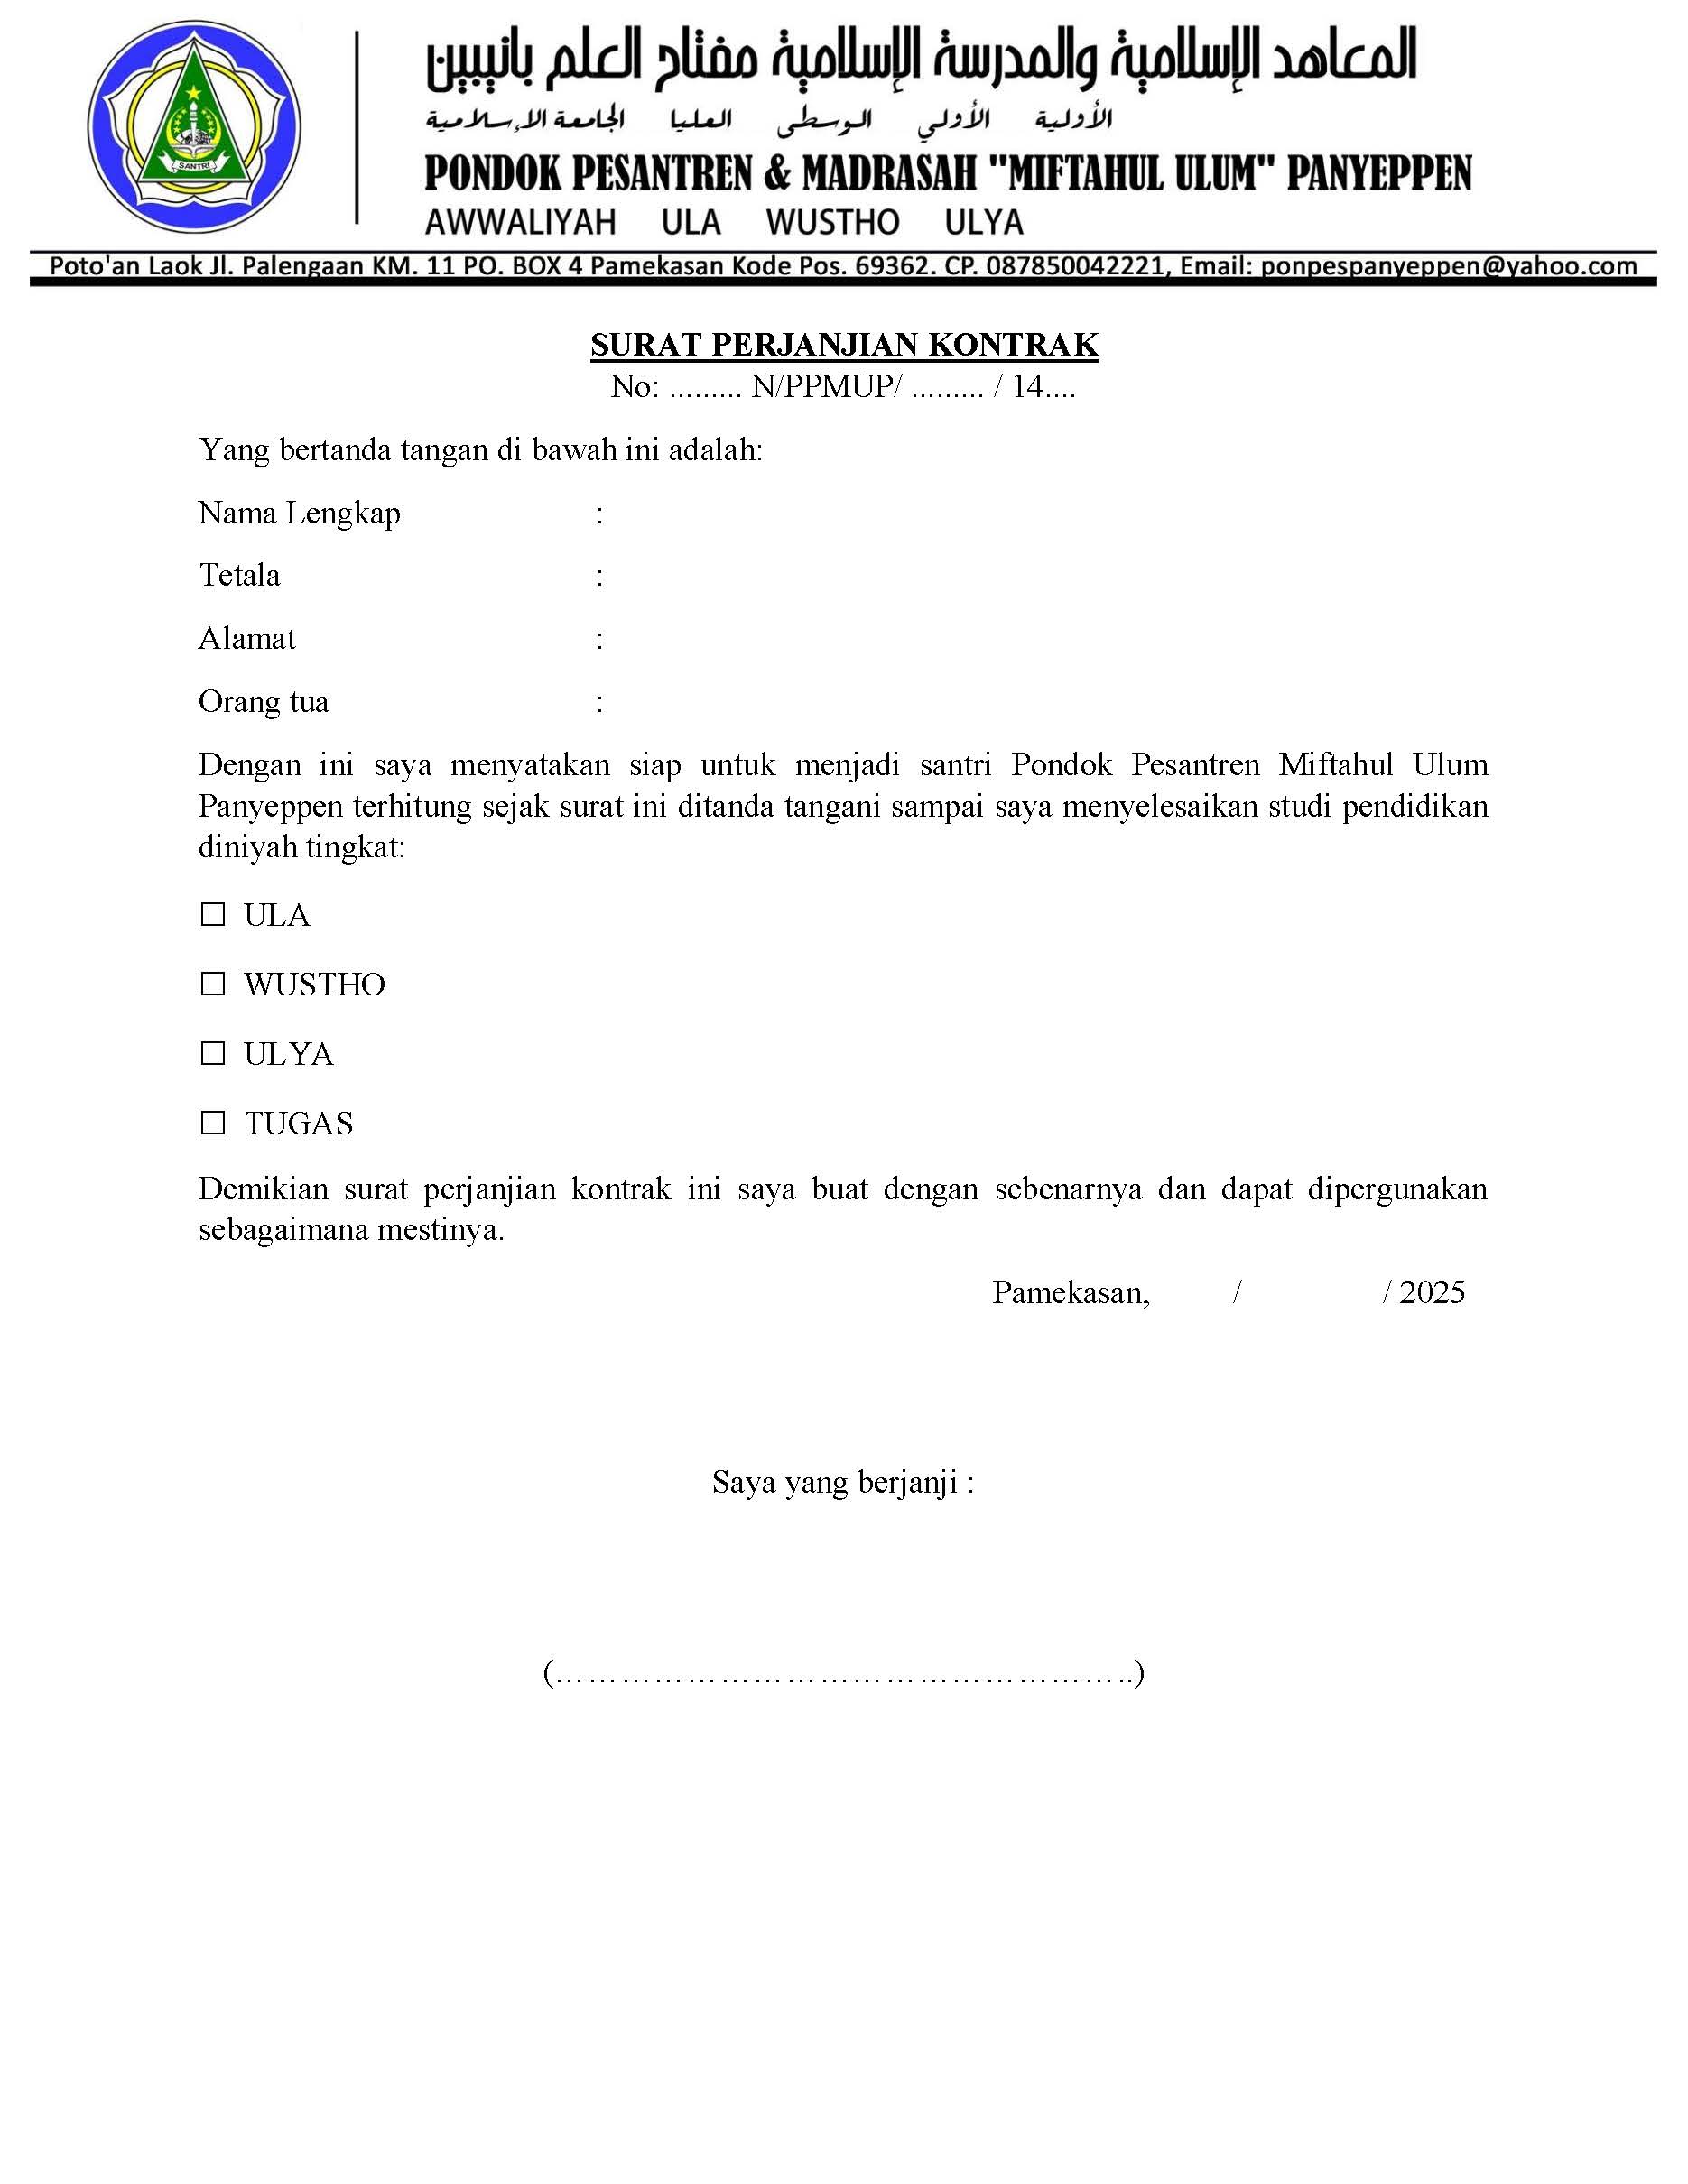 المعاهد الإسلامية والمدرسة الإسلامية مفتاح العلم بانيبين
الأولية الأولي الوسطى العليا الجامعة الإسلامية
PONDOK PESANTREN & MADRASAH "MIFTAHUL ULUM" PANYEPPEN
AWWALIYAH ULA WUSTHO ULYA
SANTRI
Poto'an Laok Jl. Palengaan KM. 11 PO. BOX 4 Pamekasan Kode Pos. 69362. CP. 087850042221, Email: ponpespanyeppen@yahoo.com
SURAT PERJANJIAN KONTRAK
No: ......... N/PPMUP/ ......... / 14....
Yang bertanda tangan di bawah ini adalah:
Nama Lengkap :
Tetala :
Alamat :
Orang tua :
Dengan ini saya menyatakan siap untuk menjadi santri Pondok Pesantren Miftahul Ulum
Panyeppen terhitung sejak surat ini ditanda tangani sampai saya menyelesaikan studi pendidikan
diniyah tingkat:
☐ ULA
☐ WUSTHO
☐ ULYA
☐ TUGAS
Demikian surat perjanjian kontrak ini saya buat dengan sebenarnya dan dapat dipergunakan
sebagaimana mestinya.
Pamekasan, / / 2025
Saya yang berjanji :
(……………………………………………..)